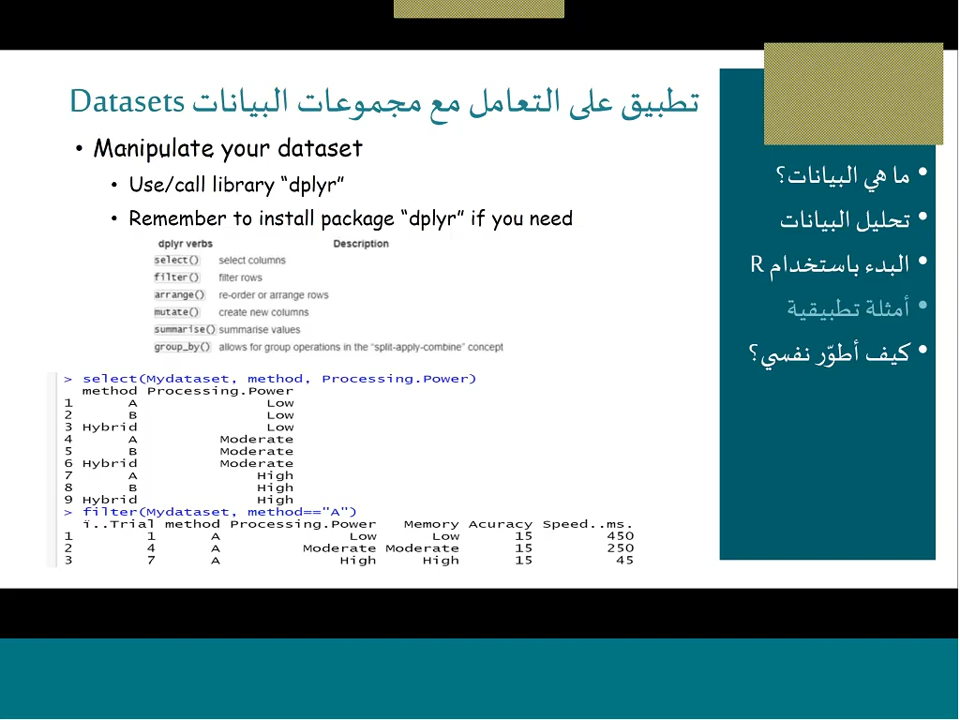 تطبيق على التعامل مع مجموعات البيانات Datasets
• Manipulate your dataset
• Use/call library “dplyr”
• Remember to install package “dplyr” if you need
dplyr verbs Description
select() select columns
filter() filter rows
arrange() re-order or arrange rows
mutate() create new columns
summarise() summarise values
group_by() allows for group operations in the "split-apply-combine" concept
> select(Mydataset, method, Processing.Power)
method Processing.Power
1 A Low
2 B Low
3 Hybrid Low
4 A Moderate
5 B Moderate
6 Hybrid Moderate
7 A High
8 B High
9 Hybrid High
> filter(Mydataset, method=="A")
ï..Trial method Processing.Power Memory Acuracy Speed..ms.
1 1 A Low Low 15 450
2 4 A Moderate Moderate 15 250
3 7 A High High 15 45
• ما هي البيانات؟
• تحليل البيانات
• البدء باستخدام R
• أمثلة تطبيقية
• كيف أطوّر نفسي؟